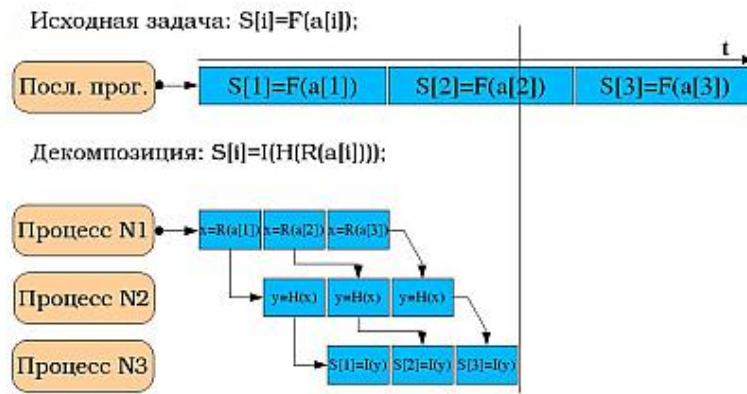 Исходная задача: S[i]=F(a[i]);
t
Посл. прог.
S[1]=F(a[1])
S[2]=F(a[2])
S[3]=F(a[3])
Декомпозиция: S[i]=I(H(R(a[i])));
Процесс N1
x=R(a[1])
x=R(a[2])
x=R(a[3])
Процесс N2
y=H(x)
y=H(x)
y=H(x)
Процесс N3
S[1]=I(y)
S[2]=I(y)
S[3]=I(y)